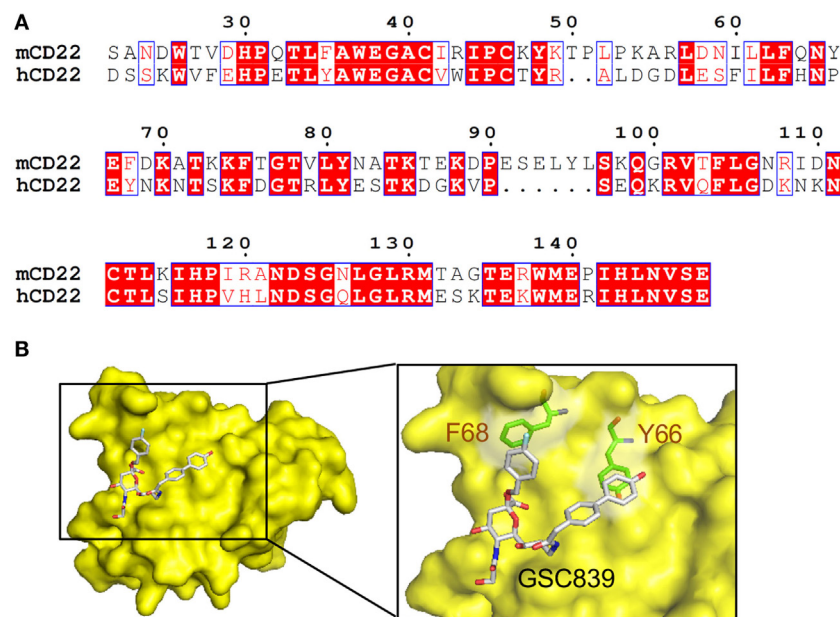 A
30 40 50 60
mCD22 SANDWTVDHPQTLFAWEGACIRIPCKYKTPLPKARLDNILLFQNY
hCD22 DSSKWVFEHPETLYAWEGACVWIPCTYR..ALDGDLESFILFHNP
70 80 90 100 110
mCD22 EFDKATKKFTGTVLYNATKTEKDPESELYLSKQGRVTFLGNRIDN
hCD22 EYNKNTSKFDGTRLYESTKDGKVP......SEQKRVQFLGDKNKN
120 130 140
mCD22 CTLKIHPIRANDSGNLGLRMTAGTERWMEPIHLNVSE
hCD22 CTLSIHPVHLNDSGQLGLRMESKTEKWMERIHLNVSE
B
F68 Y66
GSC839